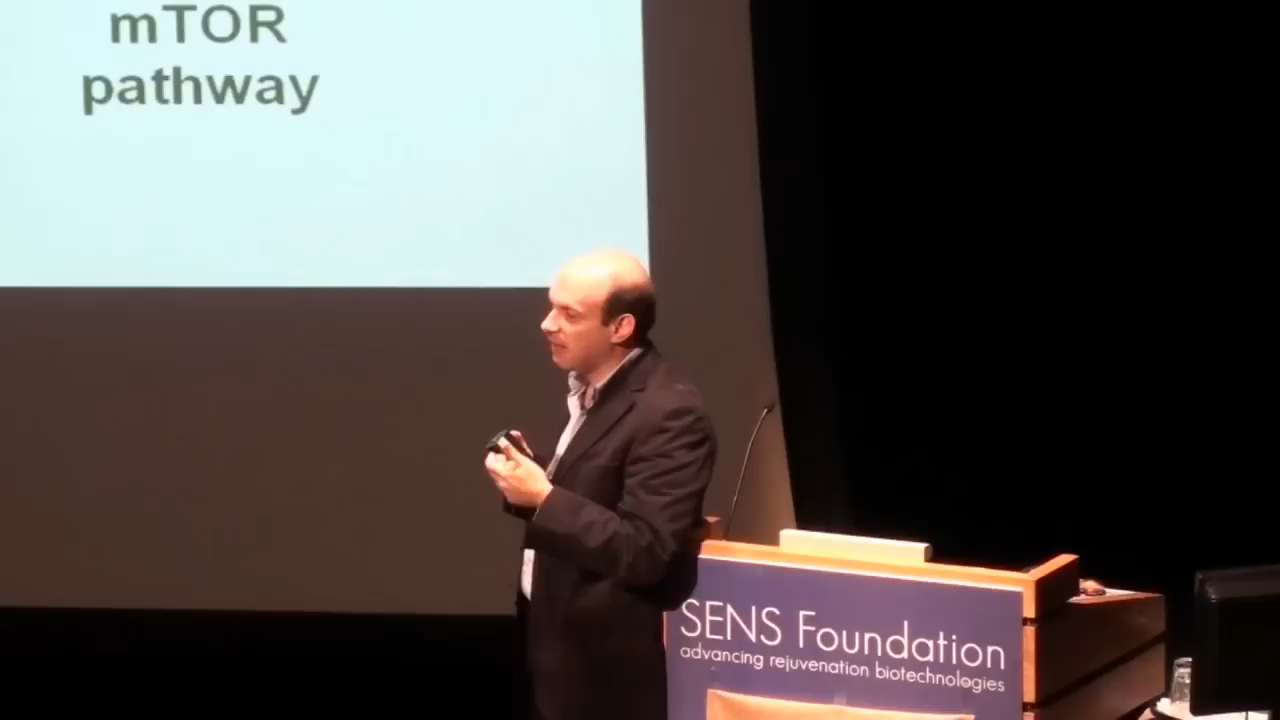 mTOR
pathway
SENS Foundation
advancing rejuvenation biotechnologies